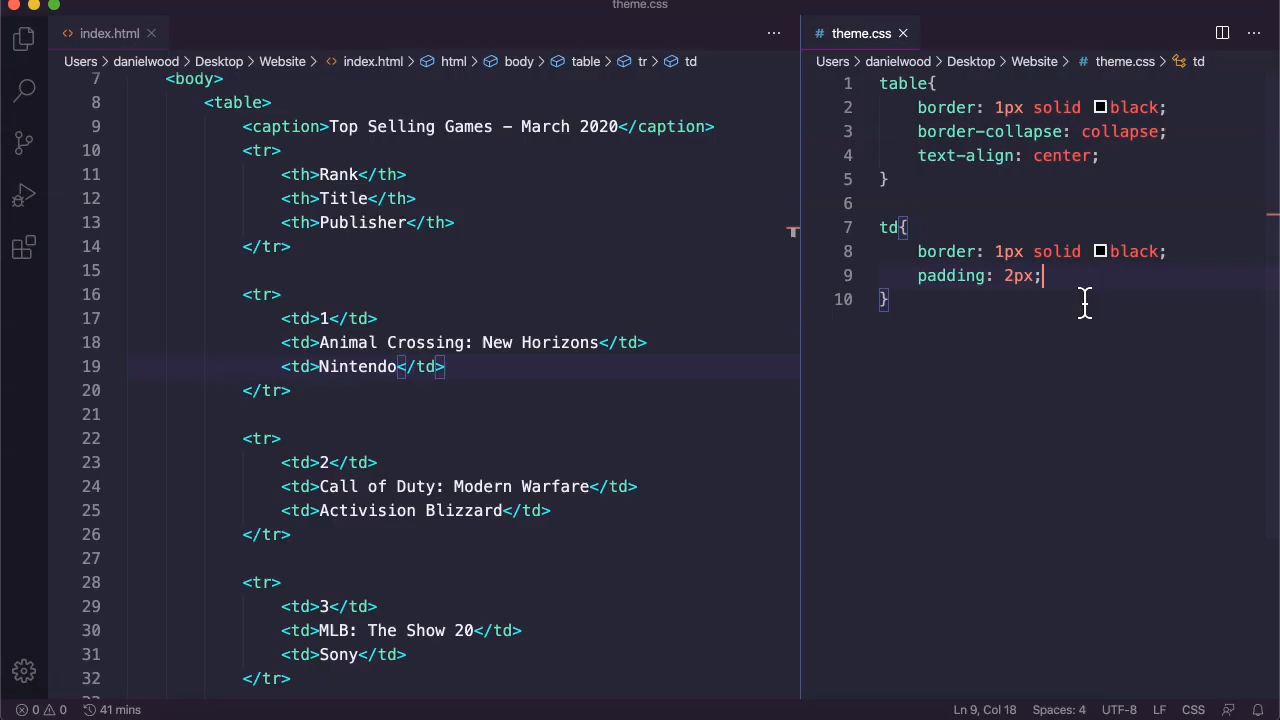 theme.css
index.html
Users danielwood Desktop Website index.html html body table tr td
7 <body>
8 <table>
9 <caption>Top Selling Games – March 2020</caption>
10 <tr>
11 <th>Rank</th>
12 <th>Title</th>
13 <th>Publisher</th>
14 </tr>
15
16 <tr>
17 <td>1</td>
18 <td>Animal Crossing: New Horizons</td>
19 <td>Nintendo</td>
20 </tr>
21
22 <tr>
23 <td>2</td>
24 <td>Call of Duty: Modern Warfare</td>
25 <td>Activision Blizzard</td>
26 </tr>
27
28 <tr>
29 <td>3</td>
30 <td>MLB: The Show 20</td>
31 <td>Sony</td>
32 </tr>
# theme.css
Users danielwood Desktop Website # theme.css td
1 table{
2 border: 1px solid black;
3 border-collapse: collapse;
4 text-align: center;
5 }
6
7 td{
8 border: 1px solid black;
9 padding: 2px;
10 }
0 0 41 mins Ln 9, Col 18 Spaces: 4 UTF-8 LF CSS